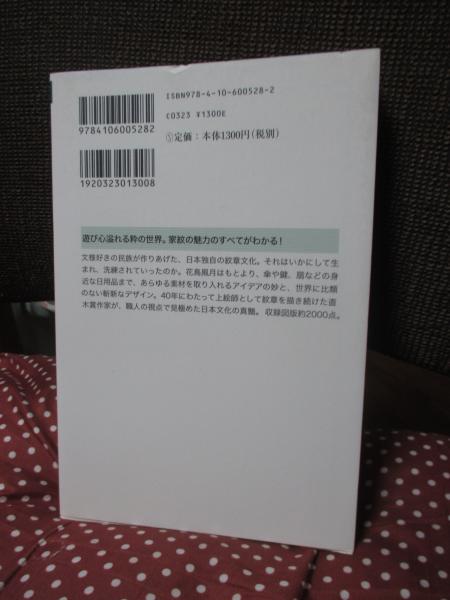 ISBN978-4-10-600528-2
C0323 ¥1300E
Ⓢ定価：本体1300円(税別)
9784106005282
1920323013008
遊び心溢れる粋の世界。家紋の魅力のすべてがわかる！
文雅好きの民族が作りあげた、日本独自の紋章文化。それはいかにして生
まれ、洗練されていったのか。花鳥風月はもとより、傘や鍵、扇などの身
近な日用品まで、あらゆる素材を取り入れるアイデアの妙と、世界に比類
のない斬新なデザイン。40年にわたって上絵師として紋章を描き続けた直
木賞作家が、職人の視点で見極めた日本文化の真髄。 収録図版約2000点。